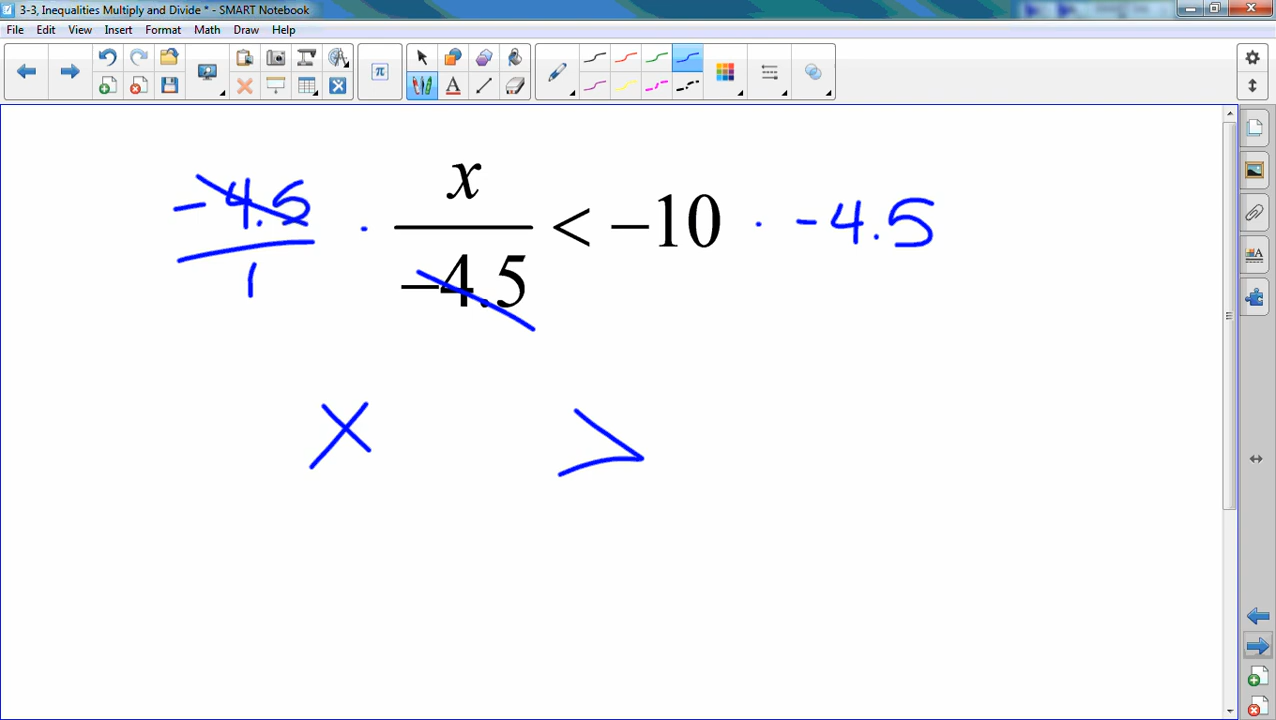 3-3, Inequalities Multiply and Divide * - SMART Notebook
File Edit View Insert Format Math Draw Help
π A
-4.5/1 · x/−4.5 < −10 · -4.5
x >